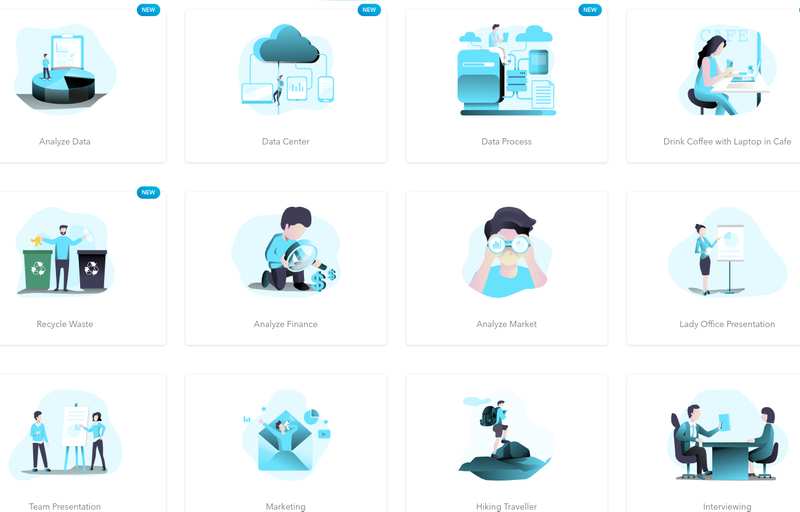 NEW
NEW
NEW
CAFE
Analyze Data
Data Center
Data Process
Drink Coffee with Laptop in Cafe
NEW
$
$
$
Recycle Waste
Analyze Finance
Analyze Market
Lady Office Presentation
Team Presentation
Marketing
Hiking Traveller
Interviewing